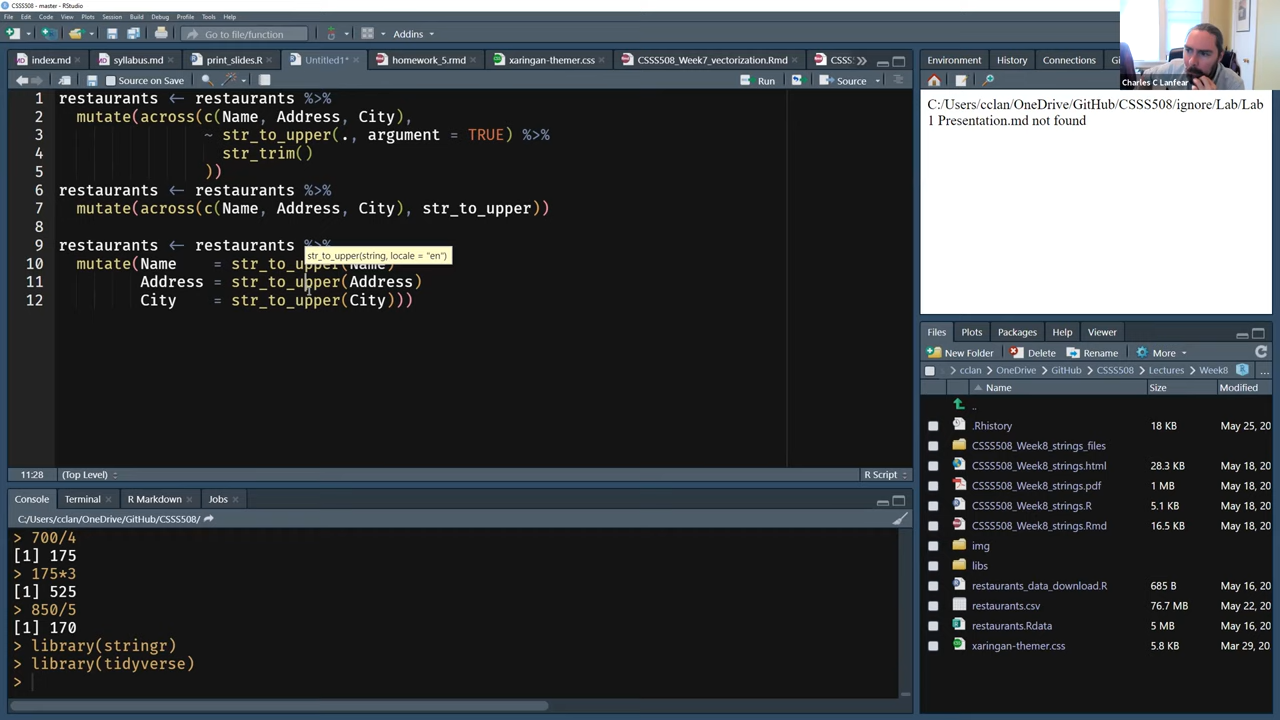 CSSS508 - master - RStudio
File Edit Code View Plots Session Build Debug Profile Tools Help
Go to file/function Addins
index.md syllabus.md print_slides.R Untitled1* homework_5.rmd xaringan-themer.css CSSS508_Week7_vectorization.Rmd CSSS
Source on Save Run Source
1 restaurants ← restaurants %>%
2 mutate(across(c(Name, Address, City),
3 ~ str_to_upper(., argument = TRUE) %>%
4 str_trim()
5 ))
6 restaurants ← restaurants %>%
7 mutate(across(c(Name, Address, City), str_to_upper))
8
9 restaurants ← restaurants %>%
str_to_upper(string, locale = "en")
10 mutate(Name = str_to_upper(Name)
11 Address = str_to_upper(Address)
12 City = str_to_upper(City)))
11:28 (Top Level) R Script
Console Terminal R Markdown Jobs
C:/Users/cclan/OneDrive/GitHub/CSSS508/
> 700/4
[1] 175
> 175*3
[1] 525
> 850/5
[1] 170
> library(stringr)
> library(tidyverse)
>
Charles C Lanfear
Environment History Connections
C:/Users/cclan/OneDrive/GitHub/CSSS508/ignore/Lab/Lab
1 Presentation.md not found
Files Plots Packages Help Viewer
New Folder Delete Rename More
cclan OneDrive GitHub CSSS508 Lectures Week8 ...
Name Size Modified
..
.Rhistory 18 KB May 25, 20
CSSS508_Week8_strings_files
CSSS508_Week8_strings.html 28.3 KB May 18, 20
CSSS508_Week8_strings.pdf 1 MB May 18, 20
CSSS508_Week8_strings.R 5.1 KB May 18, 20
CSSS508_Week8_strings.Rmd 16.5 KB May 18, 20
img
libs
restaurants_data_download.R 685 B May 16, 20
restaurants.csv 76.7 MB May 22, 20
restaurants.Rdata 5 MB May 16, 20
xaringan-themer.css 5.8 KB Mar 29, 20